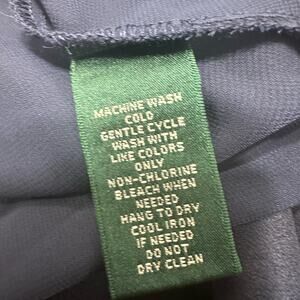 MACHINE WASH
COLD
GENTLE CYCLE
WASH WITH
LIKE COLORS
ONLY
NON-CHLORINE
BLEACH WHEN
NEEDED
HANG TO DRY
COOL IRON
IF NEEDED
DO NOT
DRY CLEAN